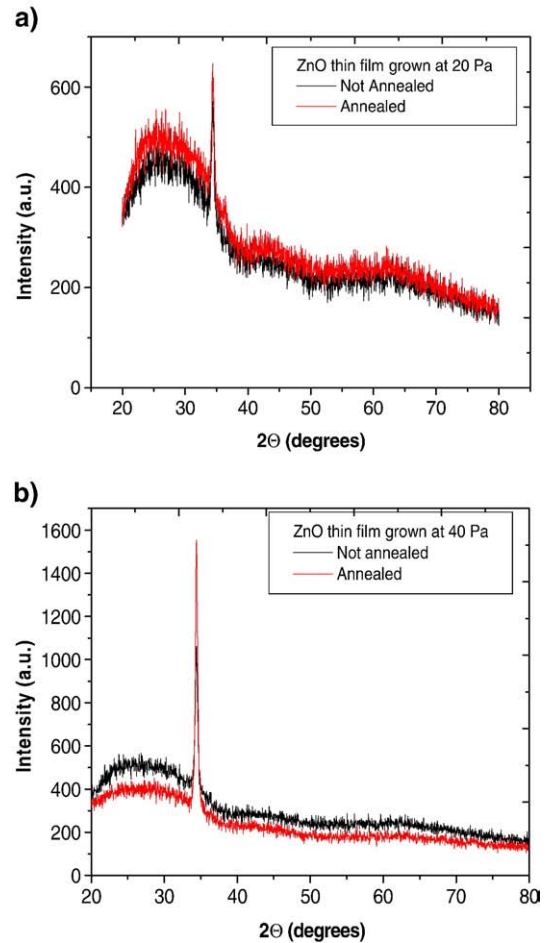 a)
ZnO thin film grown at 20 Pa
Not Annealed
Annealed
600
400
200
0
Intensity (a.u.)
20 30 40 50 60 70 80
2Θ (degrees)
b)
ZnO thin film grown at 40 Pa
Not annealed
Annealed
1600
1400
1200
1000
800
600
400
200
0
Intensity (a.u.)
20 30 40 50 60 70 80
2Θ (degrees)